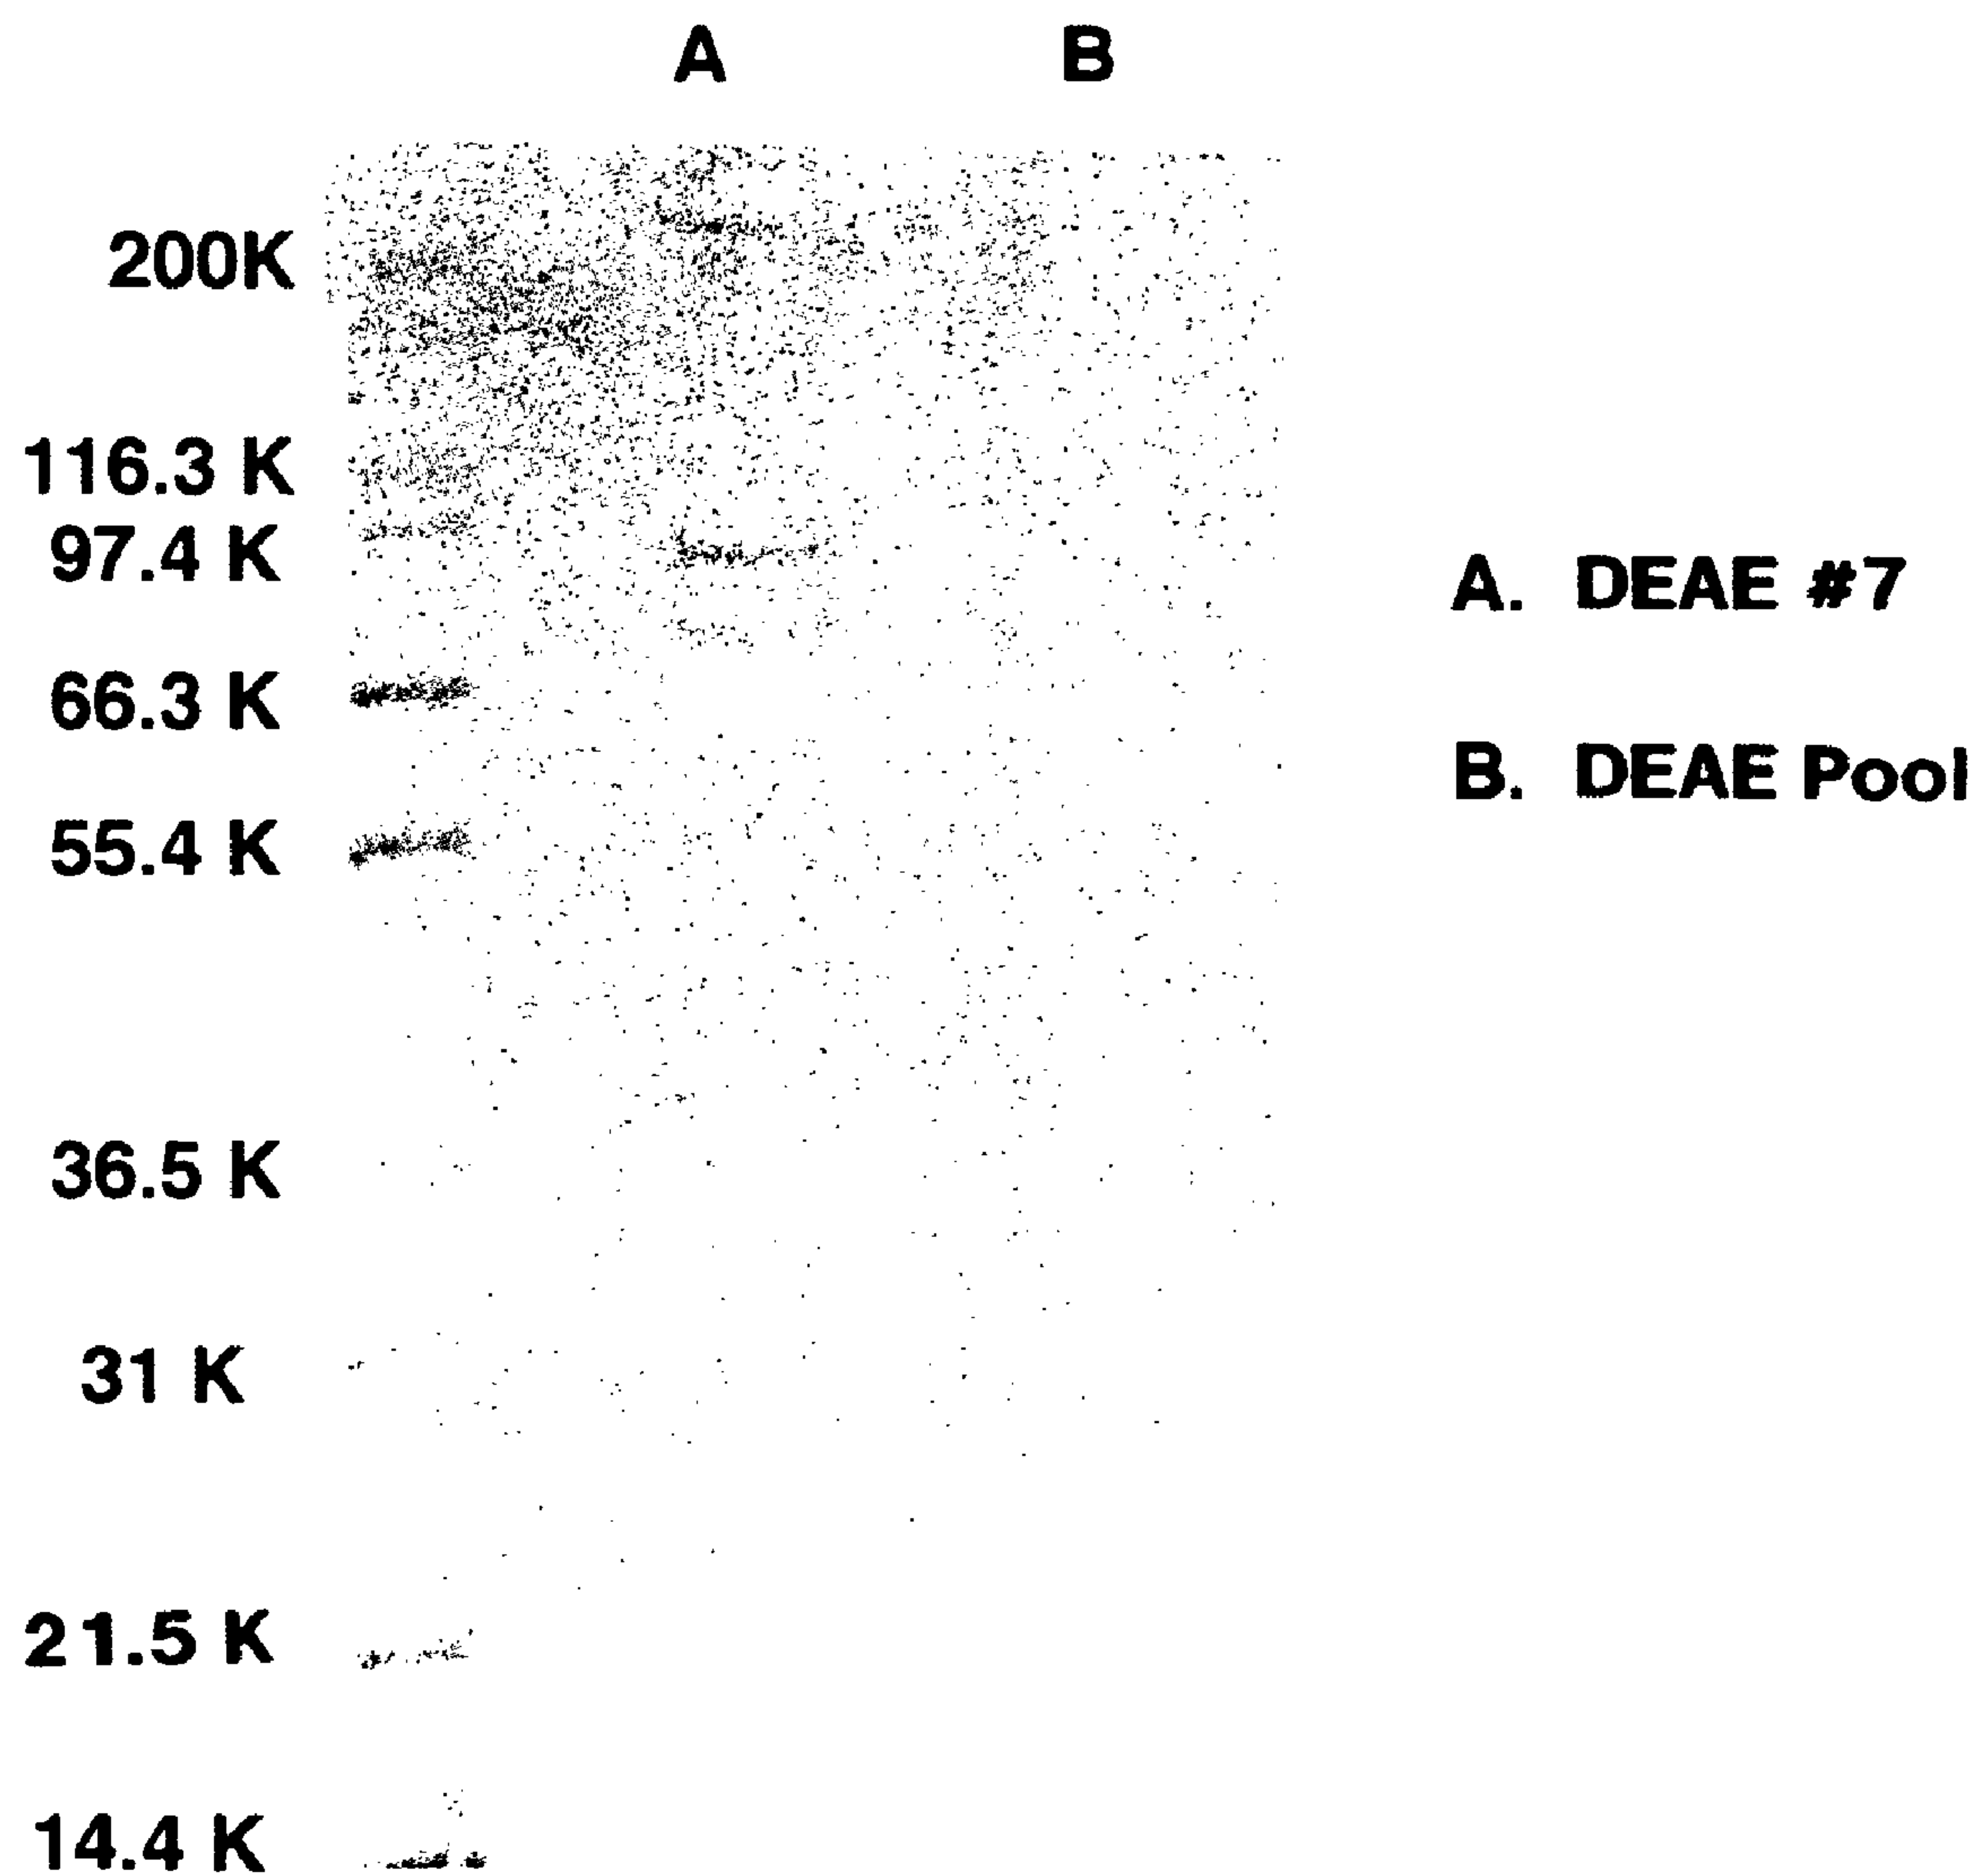 A B
200K
116.3 K
97.4 K
66.3 K
55.4 K
36.5 K
31 K
21.5 K
14.4 K
A. DEAE #7
B. DEAE Pool